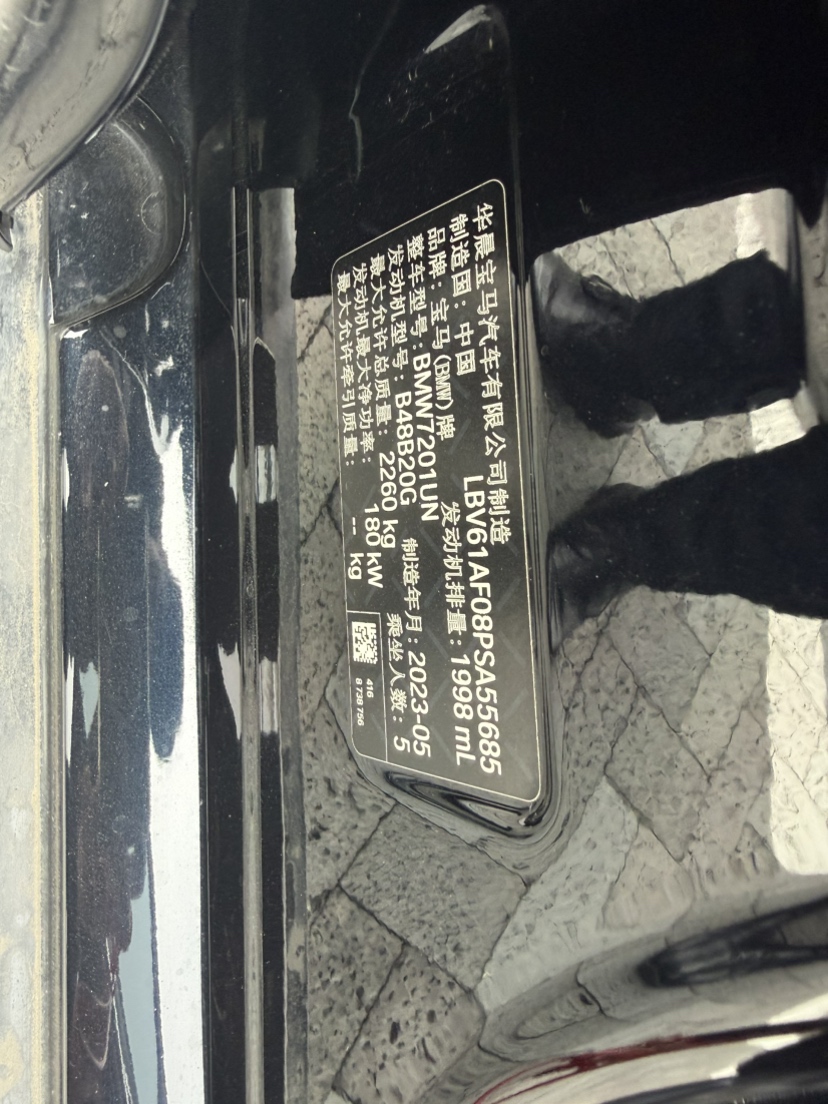 华晨宝马汽车有限公司制造
制造国：中国 LBV61AF08PSA55685
品牌：宝马(BMW)牌 发动机排量：1998 mL
整车型号：BMW7201UN
发动机型号：B48B20G 制造年月：2023-05
最大允许总质量：2260 kg 乘坐人数：5
发动机最大净功率：180 kW
最大允许牵引质量：-- kg
416
8 738 756